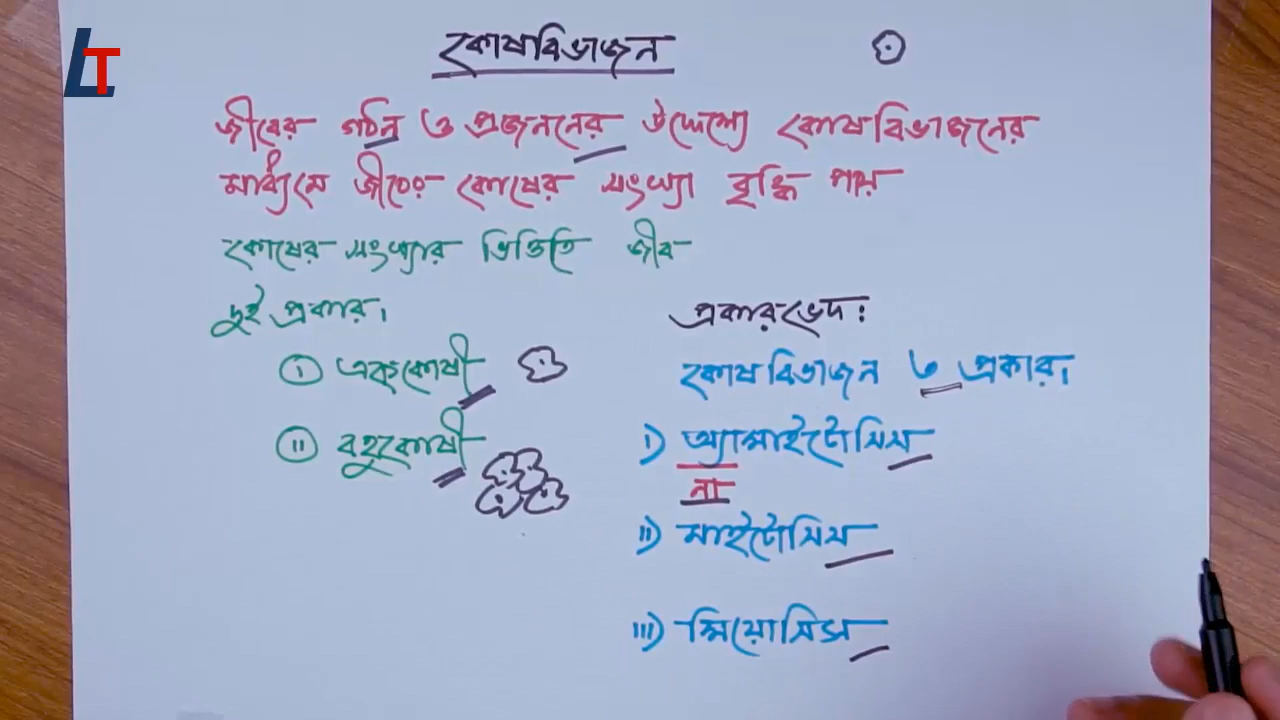 LT
কোষবিভাজন
জীবের গঠন ও প্রজননের উদ্দেশ্যে কোষবিভাজনের
মাধ্যমে জীবের কোষের সংখ্যা বৃদ্ধি পায়
কোষের সংখ্যার ভিত্তিতে জীব
দুই প্রকার।
i এককোষী
ii বহুকোষী
প্রকারভেদ:
কোষবিভাজন ৩ প্রকার।
i) অ্যামাইটোসিস
না
ii) মাইটোসিস
iii) মিয়োসিস